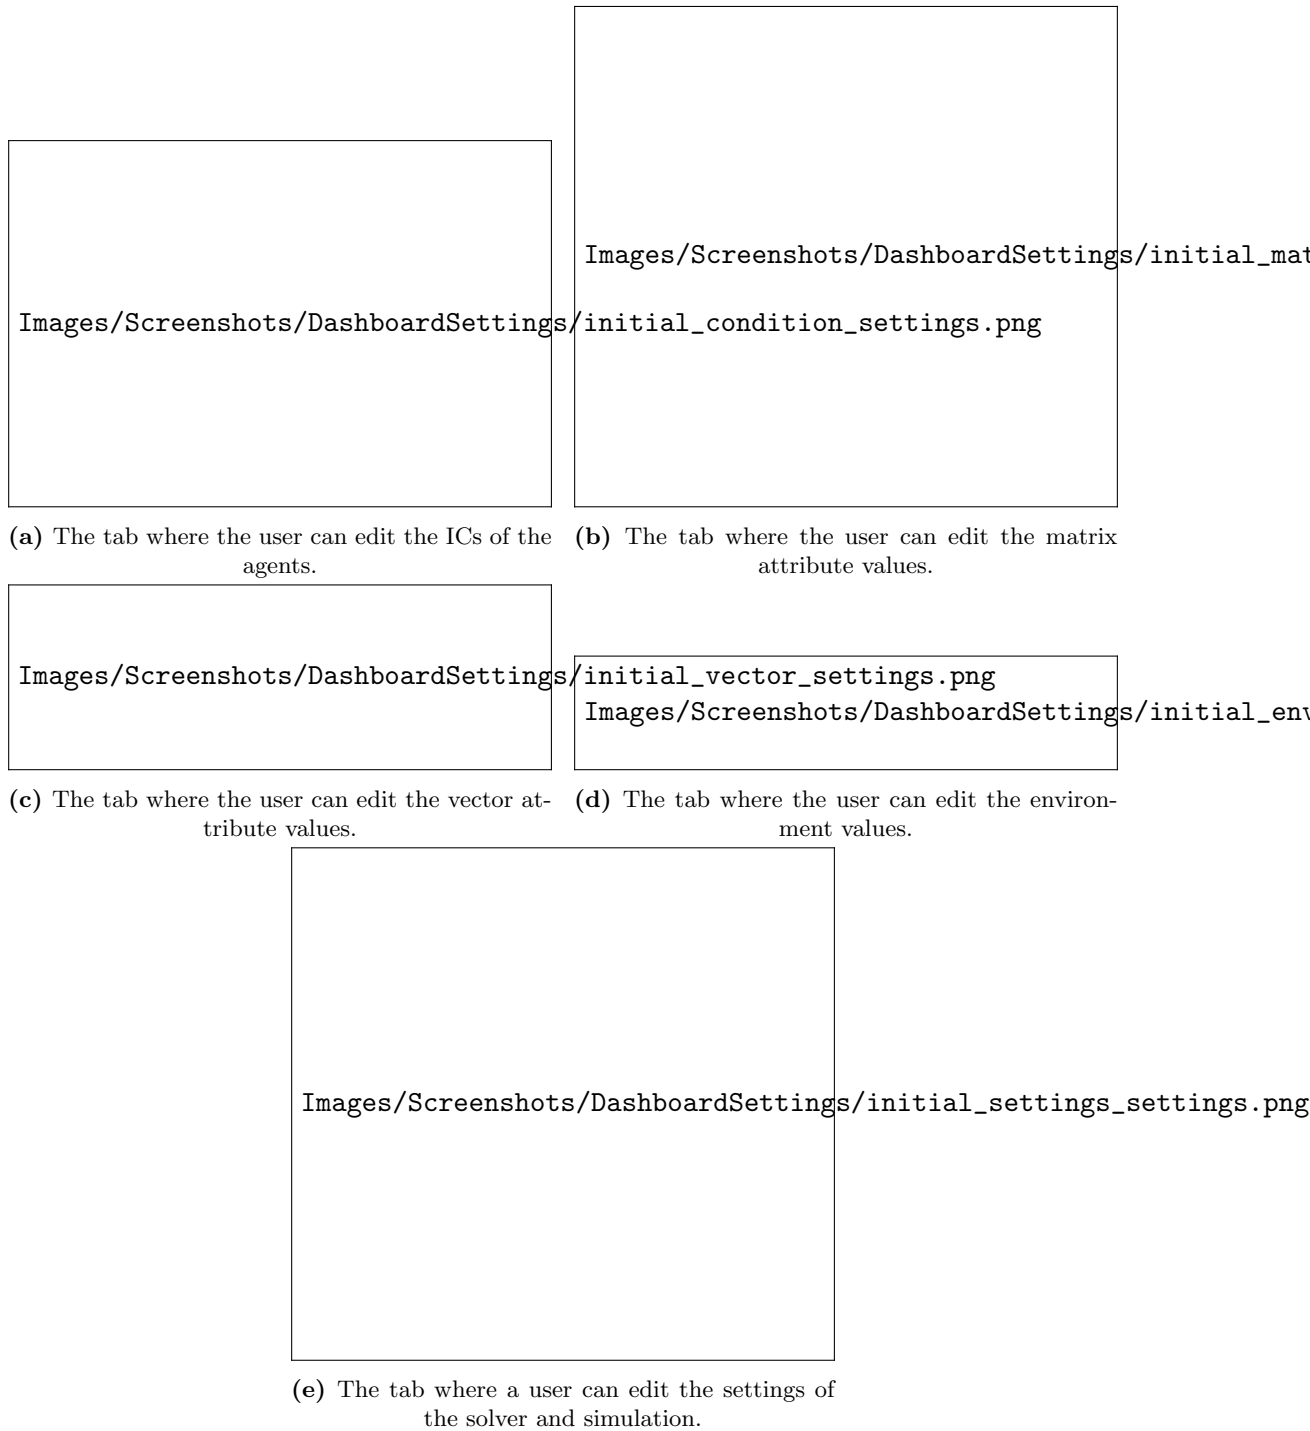 Images/Screenshots/DashboardSettings/initial_mat
Images/Screenshots/DashboardSettings/initial_condition_settings.png
(a) The tab where the user can edit the ICs of the
agents.
(b) The tab where the user can edit the matrix
attribute values.
Images/Screenshots/DashboardSettings/initial_vector_settings.png
Images/Screenshots/DashboardSettings/initial_env
(c) The tab where the user can edit the vector at-
tribute values.
(d) The tab where the user can edit the environ-
ment values.
Images/Screenshots/DashboardSettings/initial_settings_settings.png
(e) The tab where a user can edit the settings of
the solver and simulation.